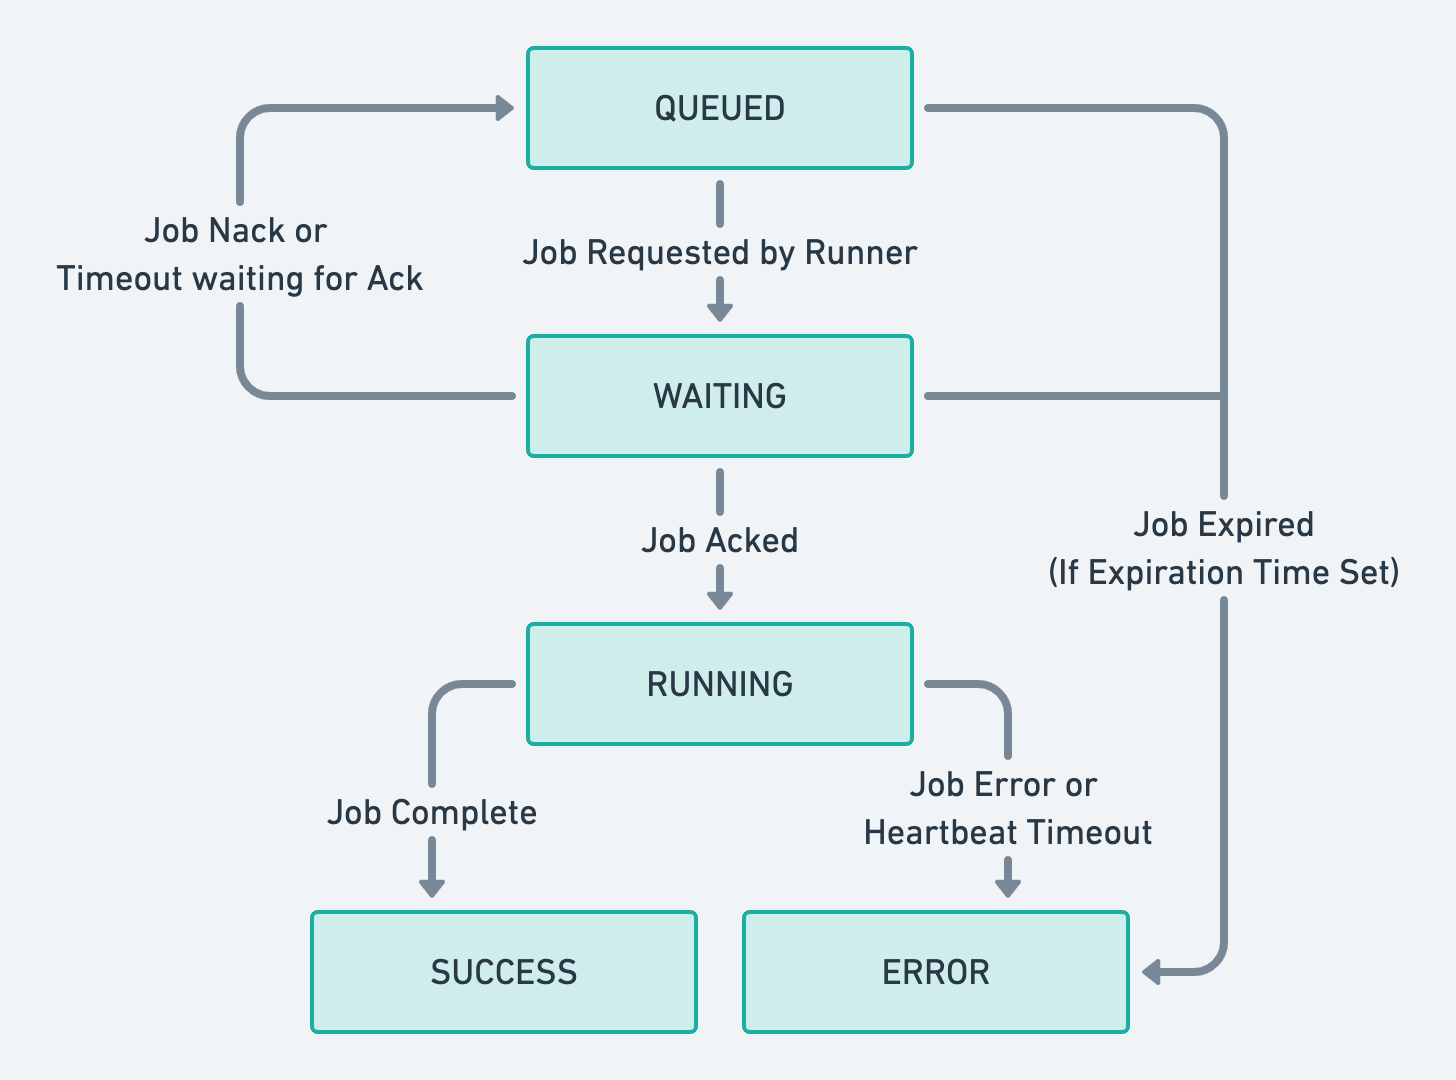 QUEUED
Job Nack or
Timeout waiting for Ack
Job Requested by Runner
WAITING
Job Acked
Job Expired
(If Expiration Time Set)
RUNNING
Job Complete
Job Error or
Heartbeat Timeout
SUCCESS
ERROR